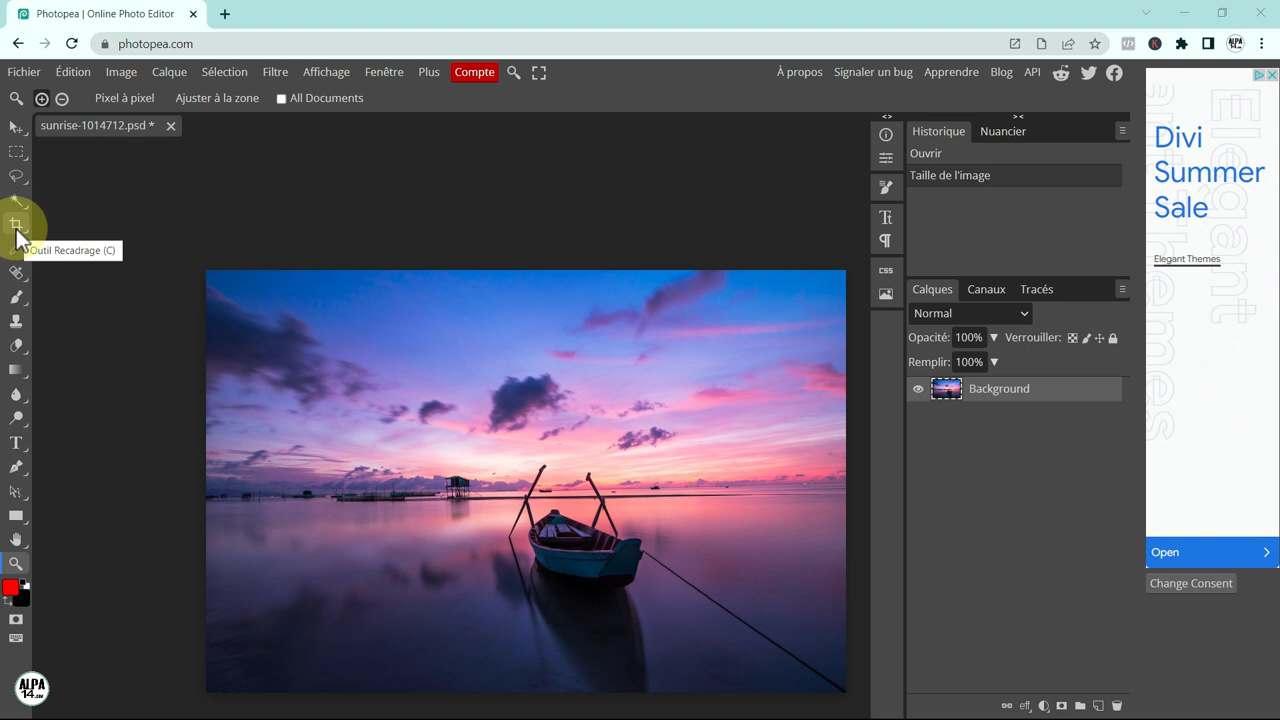 Photopea | Online Photo Editor
photopea.com
Fichier Édition Image Calque Sélection Filtre Affichage Fenêtre Plus Compte
À propos Signaler un bug Apprendre Blog API
Pixel à pixel Ajuster à la zone All Documents
sunrise-1014712.psd *
Outil Recadrage (C)
Historique Nuancier
Ouvrir
Taille de l'image
Calques Canaux Tracés
Normal
Opacité: 100% Verrouiller:
Remplir: 100%
Background
CSS
eff
Divi
Summer
Sale
Elegant Themes
Elegant
Open
Change Consent
ALPA
14